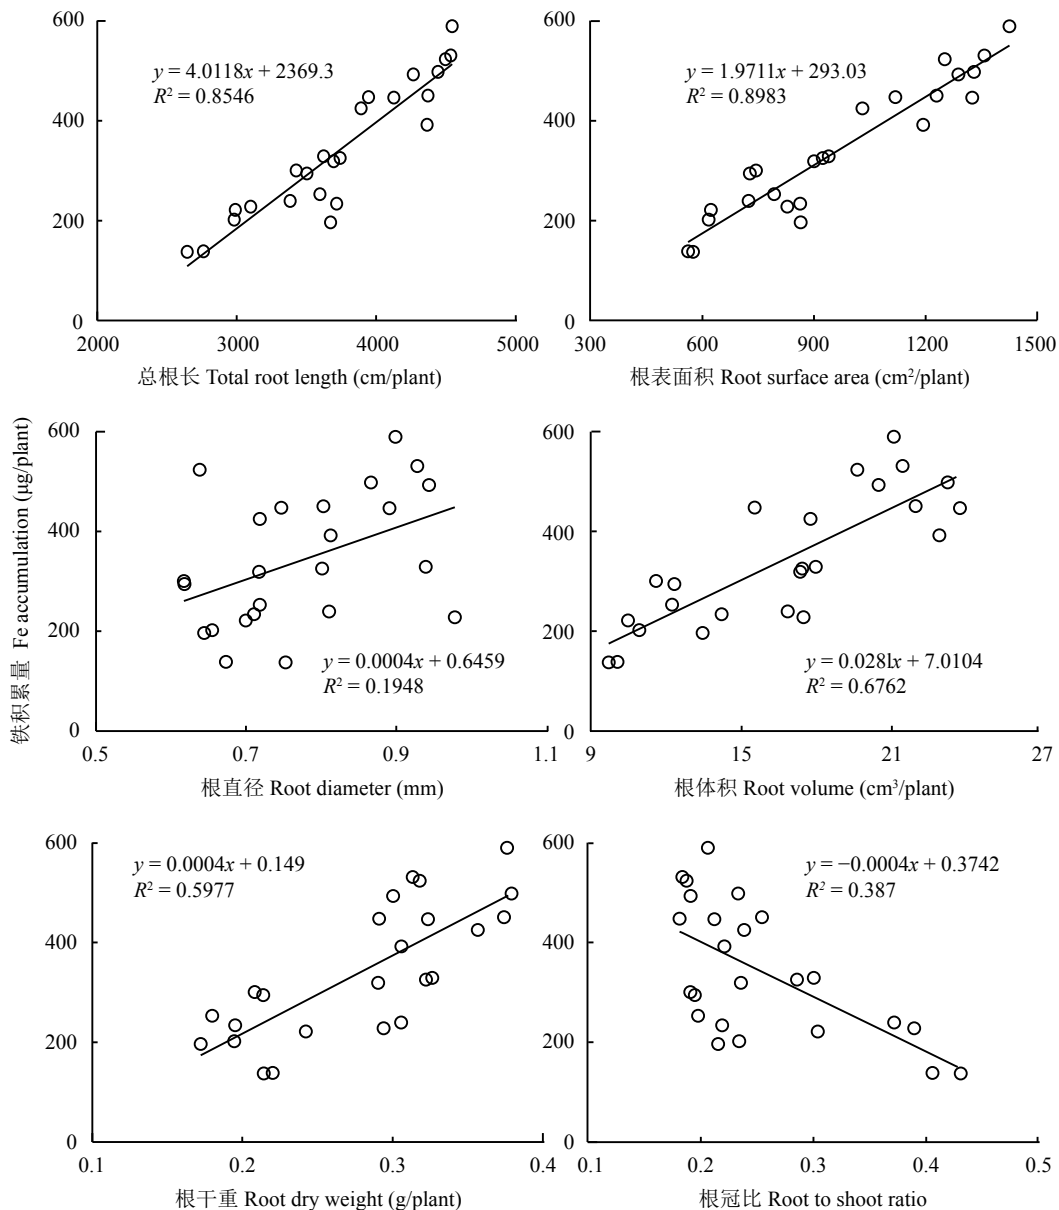 600
400
200
0
2000
3000
4000
5000
y = 4.0118x + 2369.3
R² = 0.8546
总根长 Total root length (cm/plant)
600
400
200
0
300
600
900
1200
1500
y = 1.9711x + 293.03
R² = 0.8983
根表面积 Root surface area (cm²/plant)
铁积累量 Fe accumulation (μg/plant)
600
400
200
0
0.5
0.7
0.9
1.1
y = 0.0004x + 0.6459
R² = 0.1948
根直径 Root diameter (mm)
600
400
200
0
9
15
21
27
y = 0.028lx + 7.0104
R² = 0.6762
根体积 Root volume (cm³/plant)
600
400
200
0
0.1
0.2
0.3
0.4
y = 0.0004x + 0.149
R² = 0.5977
根干重 Root dry weight (g/plant)
600
400
200
0
0.1
0.2
0.3
0.4
0.5
y = −0.0004x + 0.3742
R² = 0.387
根冠比 Root to shoot ratio